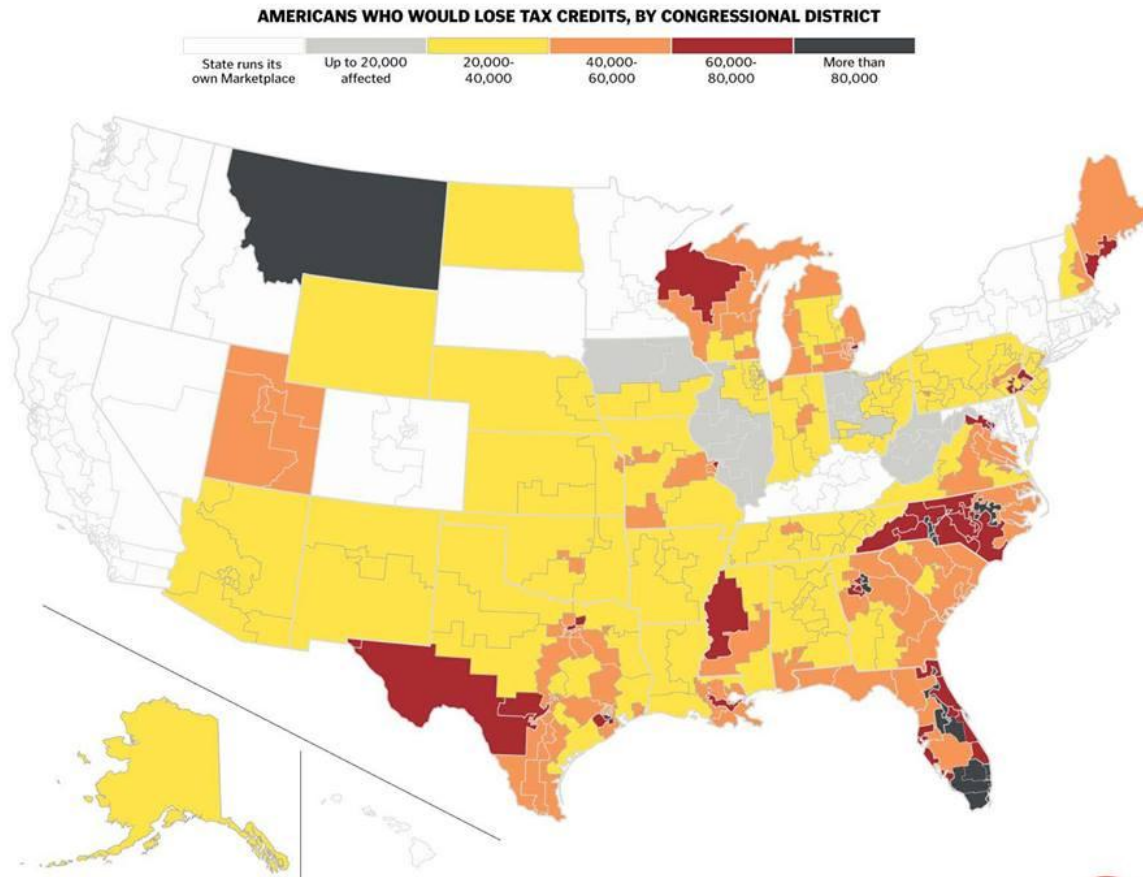 AMERICANS WHO WOULD LOSE TAX CREDITS, BY CONGRESSIONAL DISTRICT
State runs its
own Marketplace
Up to 20,000
affected
20,000-
40,000
40,000-
60,000
60,000-
80,000
More than
80,000